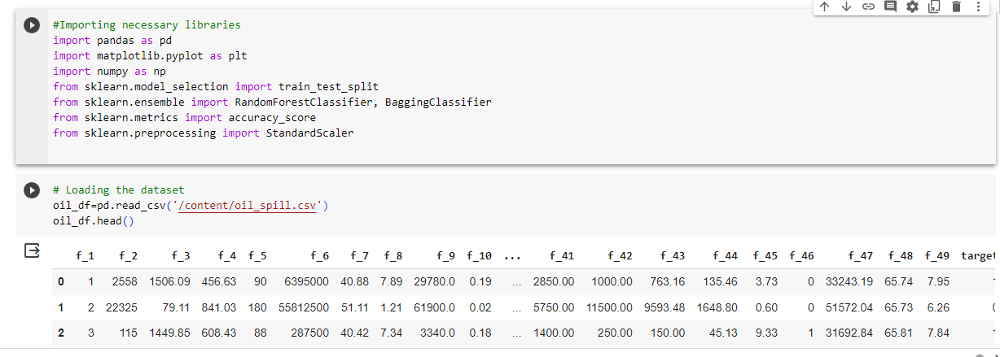 #Importing necessary libraries
import pandas as pd
import matplotlib.pyplot as plt
import numpy as np
from sklearn.model_selection import train_test_split
from sklearn.ensemble import RandomForestClassifier, BaggingClassifier
from sklearn.metrics import accuracy_score
from sklearn.preprocessing import StandardScaler
# Loading the dataset
oil_df=pd.read_csv('/content/oil_spill.csv')
oil_df.head()
f_1 f_2 f_3 f_4 f_5 f_6 f_7 f_8 f_9 f_10 ... f_41 f_42 f_43 f_44 f_45 f_46 f_47 f_48 f_49 target
0 1 2558 1506.09 456.63 90 6395000 40.88 7.89 29780.0 0.19 ... 2850.00 1000.00 763.16 135.46 3.73 0 33243.19 65.74 7.95
1 2 22325 79.11 841.03 180 55812500 51.11 1.21 61900.0 0.02 ... 5750.00 11500.00 9593.48 1648.80 0.60 0 51572.04 65.73 6.26
2 3 115 1449.85 608.43 88 287500 40.42 7.34 3340.0 0.18 ... 1400.00 250.00 150.00 45.13 9.33 1 31692.84 65.81 7.84